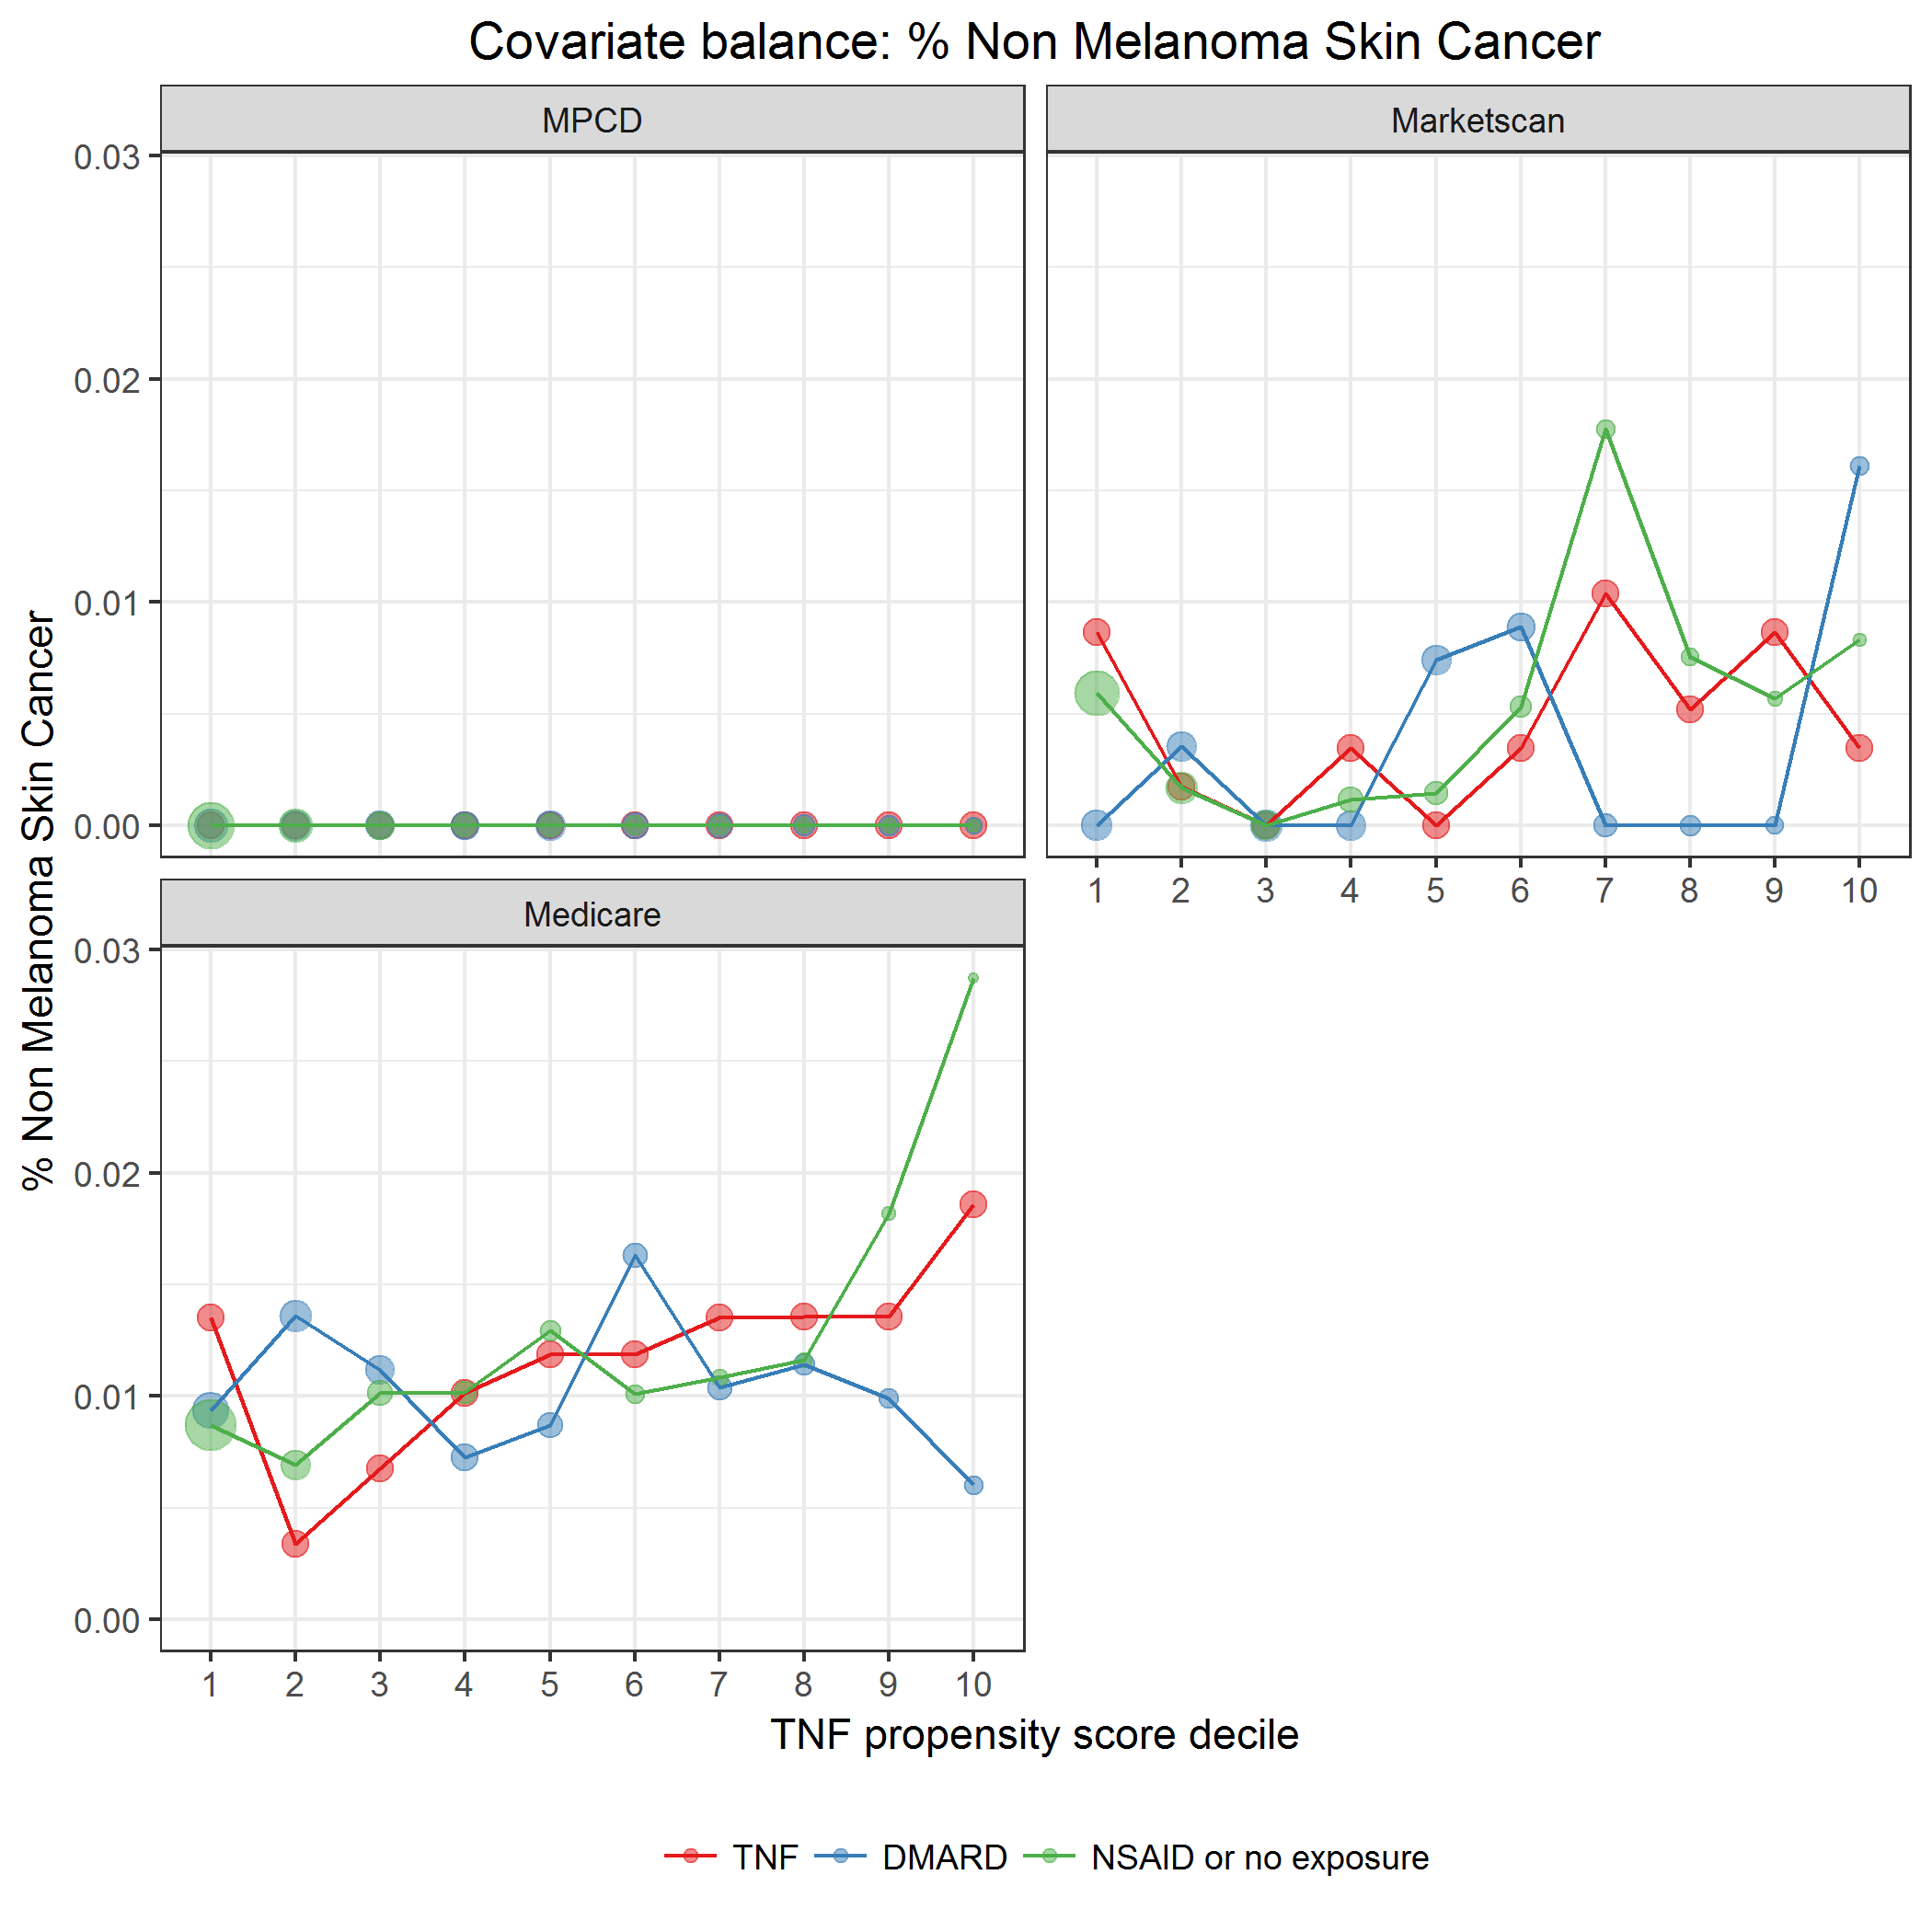 Covariate balance: % Non Melanoma Skin Cancer
MPCD
Marketscan
0.03
0.02
0.01
0.00
1 2 3 4 5 6 7 8 9 10
Medicare
0.03
0.02
0.01
0.00
1 2 3 4 5 6 7 8 9 10
% Non Melanoma Skin Cancer
TNF propensity score decile
TNF DMARD NSAID or no exposure